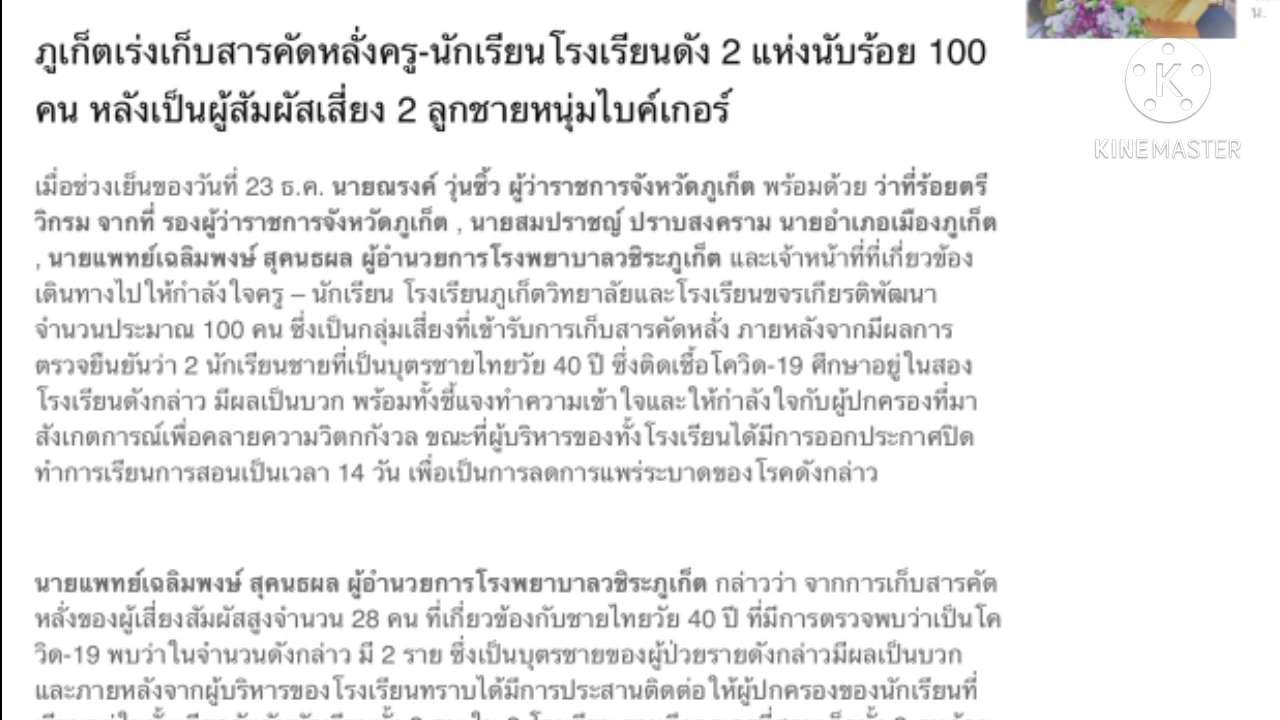 น.
ภูเก็ตเร่งเก็บสารคัดหลั่งครู-นักเรียนโรงเรียนดัง 2 แห่งนับร้อย 100
คน หลังเป็นผู้สัมผัสเสี่ยง 2 ลูกชายหนุ่มไบค์เกอร์
KINEMASTER
เมื่อช่วงเย็นของวันที่ 23 ธ.ค. นายณรงค์ วุ่นซิ้ว ผู้ว่าราชการจังหวัดภูเก็ต พร้อมด้วย ว่าที่ร้อยตรี
วิกรม จากที่ รองผู้ว่าราชการจังหวัดภูเก็ต , นายสมปราชญ์ ปราบสงคราม นายอำเภอเมืองภูเก็ต
, นายแพทย์เฉลิมพงษ์ สุคนธผล ผู้อำนวยการโรงพยาบาลวชิระภูเก็ต และเจ้าหน้าที่ที่เกี่ยวข้อง
เดินทางไปให้กำลังใจครู – นักเรียน โรงเรียนภูเก็ตวิทยาลัยและโรงเรียนขจรเกียรติพัฒนา
จำนวนประมาณ 100 คน ซึ่งเป็นกลุ่มเสี่ยงที่เข้ารับการเก็บสารคัดหลั่ง ภายหลังจากมีผลการ
ตรวจยืนยันว่า 2 นักเรียนชายที่เป็นบุตรชายไทยวัย 40 ปี ซึ่งติดเชื้อโควิด-19 ศึกษาอยู่ในสอง
โรงเรียนดังกล่าว มีผลเป็นบวก พร้อมทั้งชี้แจงทำความเข้าใจและให้กำลังใจกับผู้ปกครองที่มา
สังเกตการณ์เพื่อคลายความวิตกกังวล ขณะที่ผู้บริหารของทั้งโรงเรียนได้มีการออกประกาศปิด
ทำการเรียนการสอนเป็นเวลา 14 วัน เพื่อเป็นการลดการแพร่ระบาดของโรคดังกล่าว
นายแพทย์เฉลิมพงษ์ สุคนธผล ผู้อำนวยการโรงพยาบาลวชิระภูเก็ต กล่าวว่า จากการเก็บสารคัด
หลั่งของผู้เสี่ยงสัมผัสสูงจำนวน 28 คน ที่เกี่ยวข้องกับชายไทยวัย 40 ปี ที่มีการตรวจพบว่าเป็นโค
วิด-19 พบว่าในจำนวนดังกล่าว มี 2 ราย ซึ่งเป็นบุตรชายของผู้ป่วยรายดังกล่าวมีผลเป็นบวก
และภายหลังจากผู้บริหารของโรงเรียนทราบได้มีการประสานติดต่อให้ผู้ปกครองของนักเรียนที่